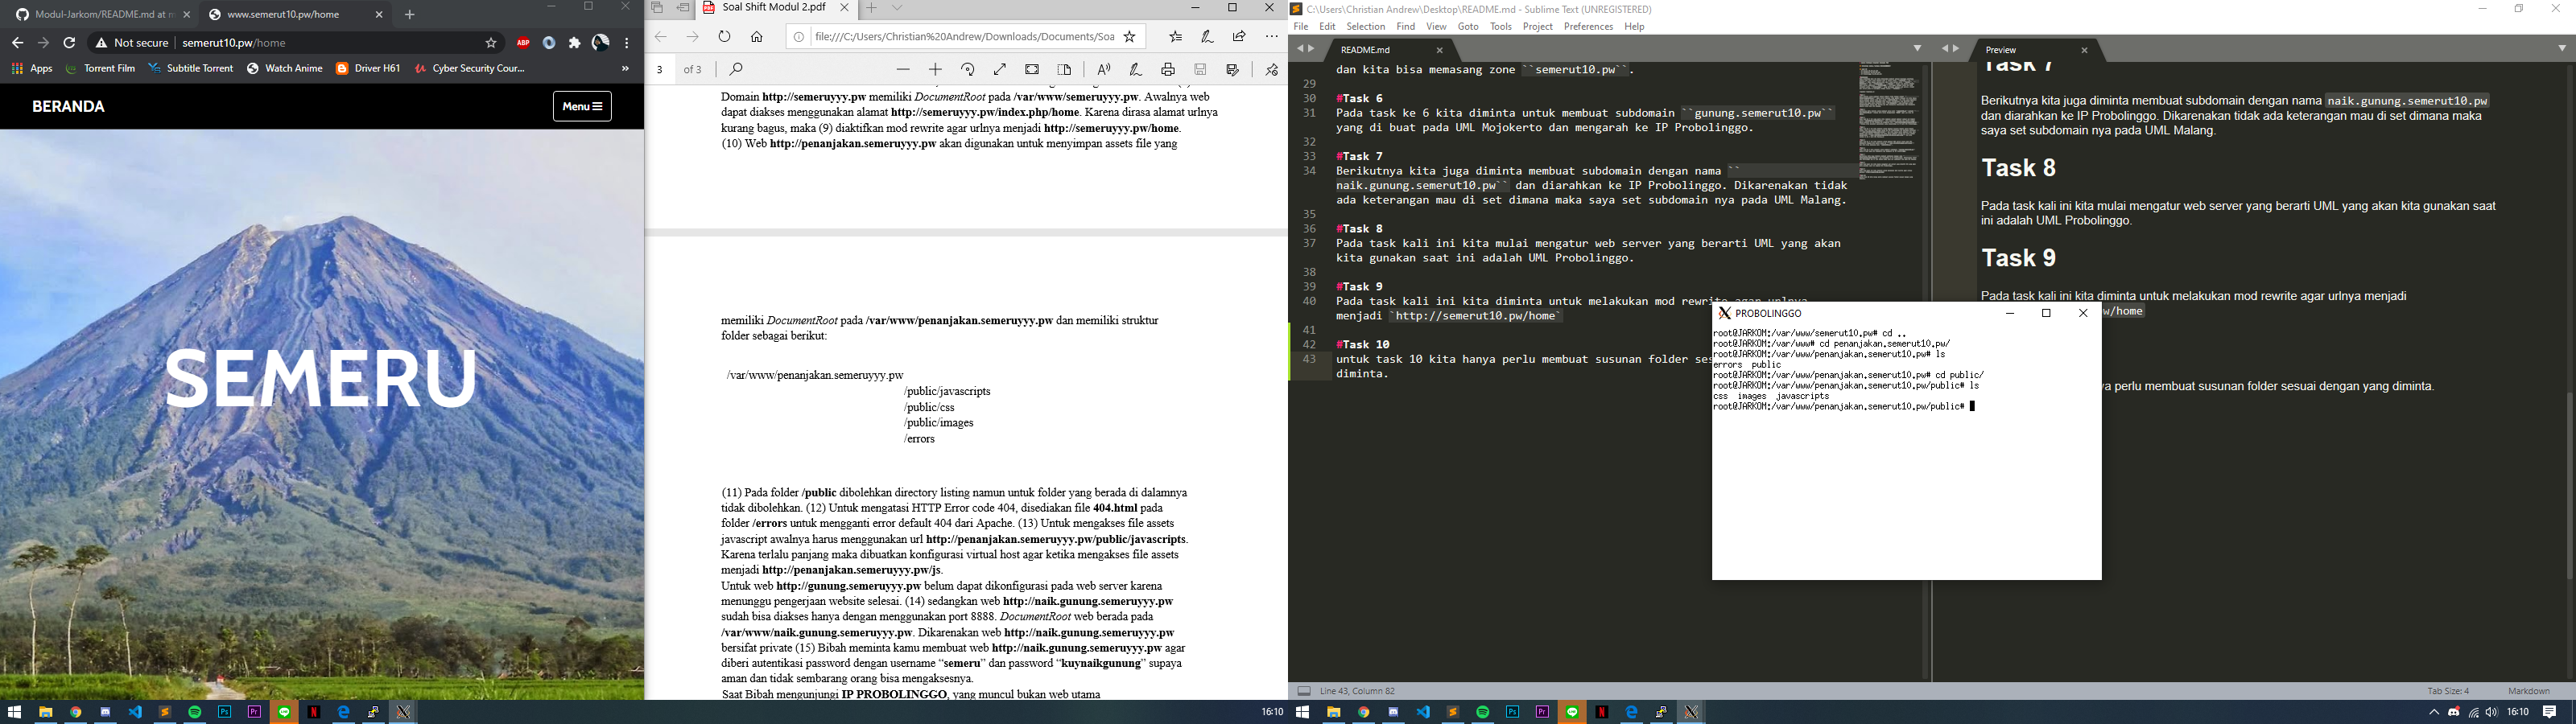 Modul-Jarkom/README.md at m
www.semerut10.pw/home
Not secure
semerut10.pw/home
Apps
Torrent Film
Subtitle Torrent
Watch Anime
Driver H61
Cyber Security Cour...
BERANDA
Menu
SEMERU
Soal Shift Modul 2.pdf
file:///C:/Users/Christian%20Andrew/Downloads/Documents/Soa
3
of 3
Domain http://semeruyyy.pw memiliki DocumentRoot pada /var/www/semeruyyy.pw. Awalnya web
dapat diakses menggunakan alamat http://semeruyyy.pw/index.php/home. Karena dirasa alamat urlnya
kurang bagus, maka (9) diaktifkan mod rewrite agar urlnya menjadi http://semeruyyy.pw/home.
(10) Web http://penanjakan.semeruyyy.pw akan digunakan untuk menyimpan assets file yang
memiliki DocumentRoot pada /var/www/penanjakan.semeruyyy.pw dan memiliki struktur
folder sebagai berikut:
/var/www/penanjakan.semeruyyy.pw
/public/javascripts
/public/css
/public/images
/errors
(11) Pada folder /public dibolehkan directory listing namun untuk folder yang berada di dalamnya
tidak dibolehkan. (12) Untuk mengatasi HTTP Error code 404, disediakan file 404.html pada
folder /errors untuk mengganti error default 404 dari Apache. (13) Untuk mengakses file assets
javascript awalnya harus menggunakan url http://penanjakan.semeruyyy.pw/public/javascripts.
Karena terlalu panjang maka dibuatkan konfigurasi virtual host agar ketika mengakses file assets
menjadi http://penanjakan.semeruyyy.pw/js.
Untuk web http://gunung.semeruyyy.pw belum dapat dikonfigurasi pada web server karena
menunggu pengerjaan website selesai. (14) sedangkan web http://naik.gunung.semeruyyy.pw
sudah bisa diakses hanya dengan menggunakan port 8888. DocumentRoot web berada pada
/var/www/naik.gunung.semeruyyy.pw. Dikarenakan web http://naik.gunung.semeruyyy.pw
bersifat private (15) Bibah meminta kamu membuat web http://naik.gunung.semeruyyy.pw agar
diberi autentikasi password dengan username “semeru” dan password “kuynaikgunung” supaya
aman dan tidak sembarang orang bisa mengaksesnya.
Saat Bibah mengunjungi IP PROBOLINGGO, yang muncul bukan web utama
16:10
C:\Users\Christian Andrew\Desktop\README.md - Sublime Text (UNREGISTERED)
File Edit Selection Find View Goto Tools Project Preferences Help
README.md
dan kita bisa memasang zone ``semerut10.pw``.
29
30 #Task 6
31 Pada task ke 6 kita diminta untuk membuat subdomain ``gunung.semerut10.pw``
yang di buat pada UML Mojokerto dan mengarah ke IP Probolinggo.
32
33 #Task 7
34 Berikutnya kita juga diminta membuat subdomain dengan nama ``
naik.gunung.semerut10.pw`` dan diarahkan ke IP Probolinggo. Dikarenakan tidak
ada keterangan mau di set dimana maka saya set subdomain nya pada UML Malang.
35
36 #Task 8
37 Pada task kali ini kita mulai mengatur web server yang berarti UML yang akan
kita gunakan saat ini adalah UML Probolinggo.
38
39 #Task 9
40 Pada task kali ini kita diminta untuk melakukan mod rewrite agar urlnya
menjadi `http://semerut10.pw/home`
41
42 #Task 10
43 untuk task 10 kita hanya perlu membuat susunan folder ses
diminta.
Preview
Task 7
Berikutnya kita juga diminta membuat subdomain dengan nama naik.gunung.semerut10.pw
dan diarahkan ke IP Probolinggo. Dikarenakan tidak ada keterangan mau di set dimana maka
saya set subdomain nya pada UML Malang.
Task 8
Pada task kali ini kita mulai mengatur web server yang berarti UML yang akan kita gunakan saat
ini adalah UML Probolinggo.
Task 9
Pada task kali ini kita diminta untuk melakukan mod rewrite agar urlnya menjadi
w/home
ya perlu membuat susunan folder sesuai dengan yang diminta.
PROBOLINGGO
root@JARKOM:/var/www/semerut10.pw# cd ..
root@JARKOM:/var/www# cd penanjakan.semerut10.pw/
root@JARKOM:/var/www/penanjakan.semerut10.pw# ls
errors public
root@JARKOM:/var/www/penanjakan.semerut10.pw# cd public/
root@JARKOM:/var/www/penanjakan.semerut10.pw/public# ls
css images javascripts
root@JARKOM:/var/www/penanjakan.semerut10.pw/public#
Line 43, Column 82
Tab Size: 4
Markdown
16:10